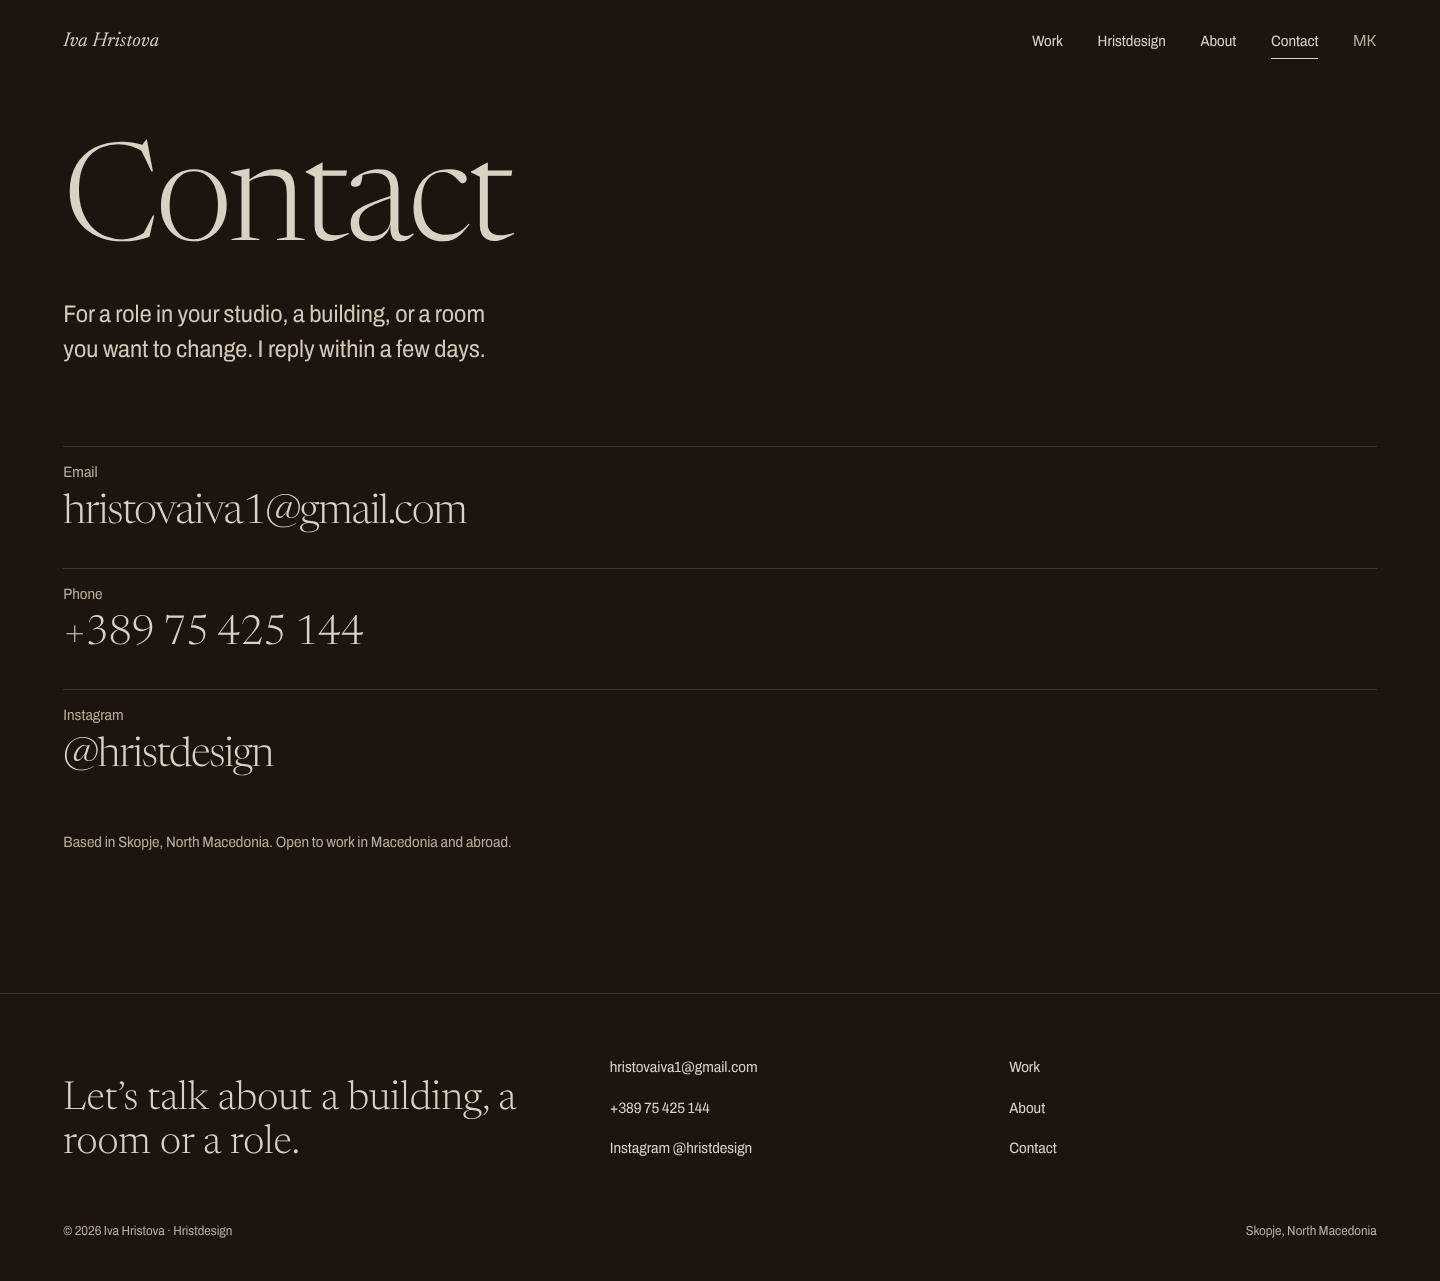 Iva Hristova
Work
Hristdesign
About
Contact
MK
Contact
For a role in your studio, a building, or a room
you want to change. I reply within a few days.
Email
hristovaiva1@gmail.com
Phone
+389 75 425 144
Instagram
@hristdesign
Based in Skopje, North Macedonia. Open to work in Macedonia and abroad.
Let’s talk about a building, a
room or a role.
hristovaiva1@gmail.com
+389 75 425 144
Instagram @hristdesign
Work
About
Contact
© 2026 Iva Hristova · Hristdesign
Skopje, North Macedonia